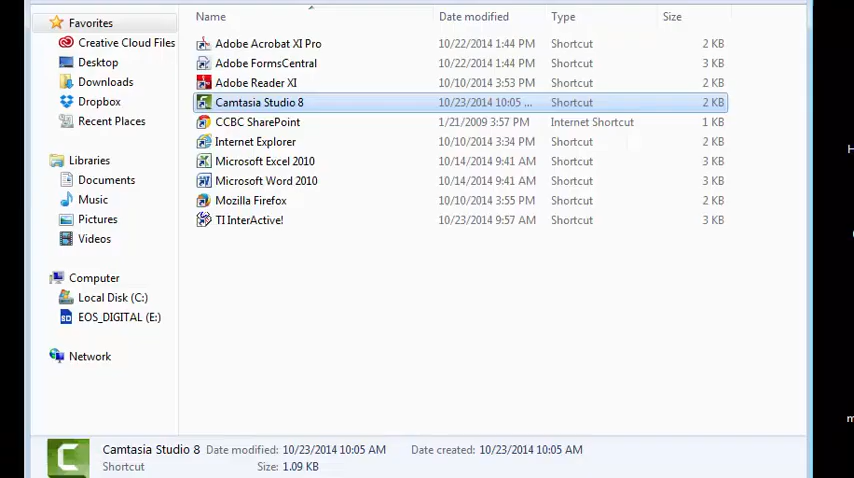 Favorites
Creative Cloud Files
Desktop
Downloads
Dropbox
Recent Places
Libraries
Documents
Music
Pictures
Videos
Computer
Local Disk (C:)
EOS_DIGITAL (E:)
Network
Name Date modified Type Size
Adobe Acrobat XI Pro 10/22/2014 1:44 PM Shortcut 2 KB
Adobe FormsCentral 10/22/2014 1:44 PM Shortcut 3 KB
Adobe Reader XI 10/10/2014 3:53 PM Shortcut 2 KB
Camtasia Studio 8 10/23/2014 10:05 ... Shortcut 2 KB
CCBC SharePoint 1/21/2009 3:57 PM Internet Shortcut 1 KB
Internet Explorer 10/10/2014 3:34 PM Shortcut 2 KB
Microsoft Excel 2010 10/14/2014 9:41 AM Shortcut 3 KB
Microsoft Word 2010 10/14/2014 9:41 AM Shortcut 3 KB
Mozilla Firefox 10/10/2014 3:55 PM Shortcut 2 KB
TI InterActive! 10/23/2014 9:57 AM Shortcut 3 KB
Camtasia Studio 8 Date modified: 10/23/2014 10:05 AM Date created: 10/23/2014 10:05 AM
Shortcut Size: 1.09 KB